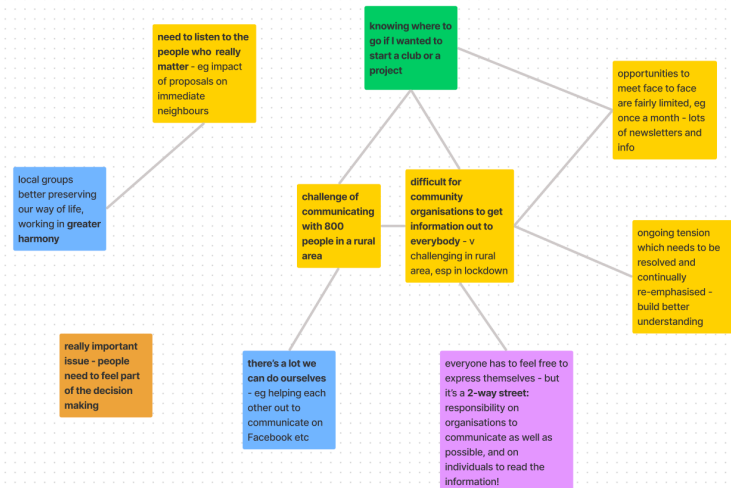 need to listen to the
people who really
matter - eg impact
of proposals on
immediate
neighbours
knowing where to
go if I wanted to
start a club or a
project
opportunities to
meet face to face
are fairly limited, eg
once a month - lots
of newsletters and
info
local groups
better preserving
our way of life,
working in greater
harmony
challenge of
communicating
with 800
people in a rural
area
difficult for
community
organisations to get
information out to
everybody - v
challenging in rural
area, esp in lockdown
ongoing tension
which needs to be
resolved and
continually
re-emphasised -
build better
understanding
really important
issue - people
need to feel part
of the decision
making
there's a lot we
can do ourselves
- eg helping each
other out to
communicate on
Facebook etc
everyone has to feel free to
express themselves - but
it's a 2-way street:
responsibility on
organisations to
communicate as well as
possible, and on
individuals to read the
information!